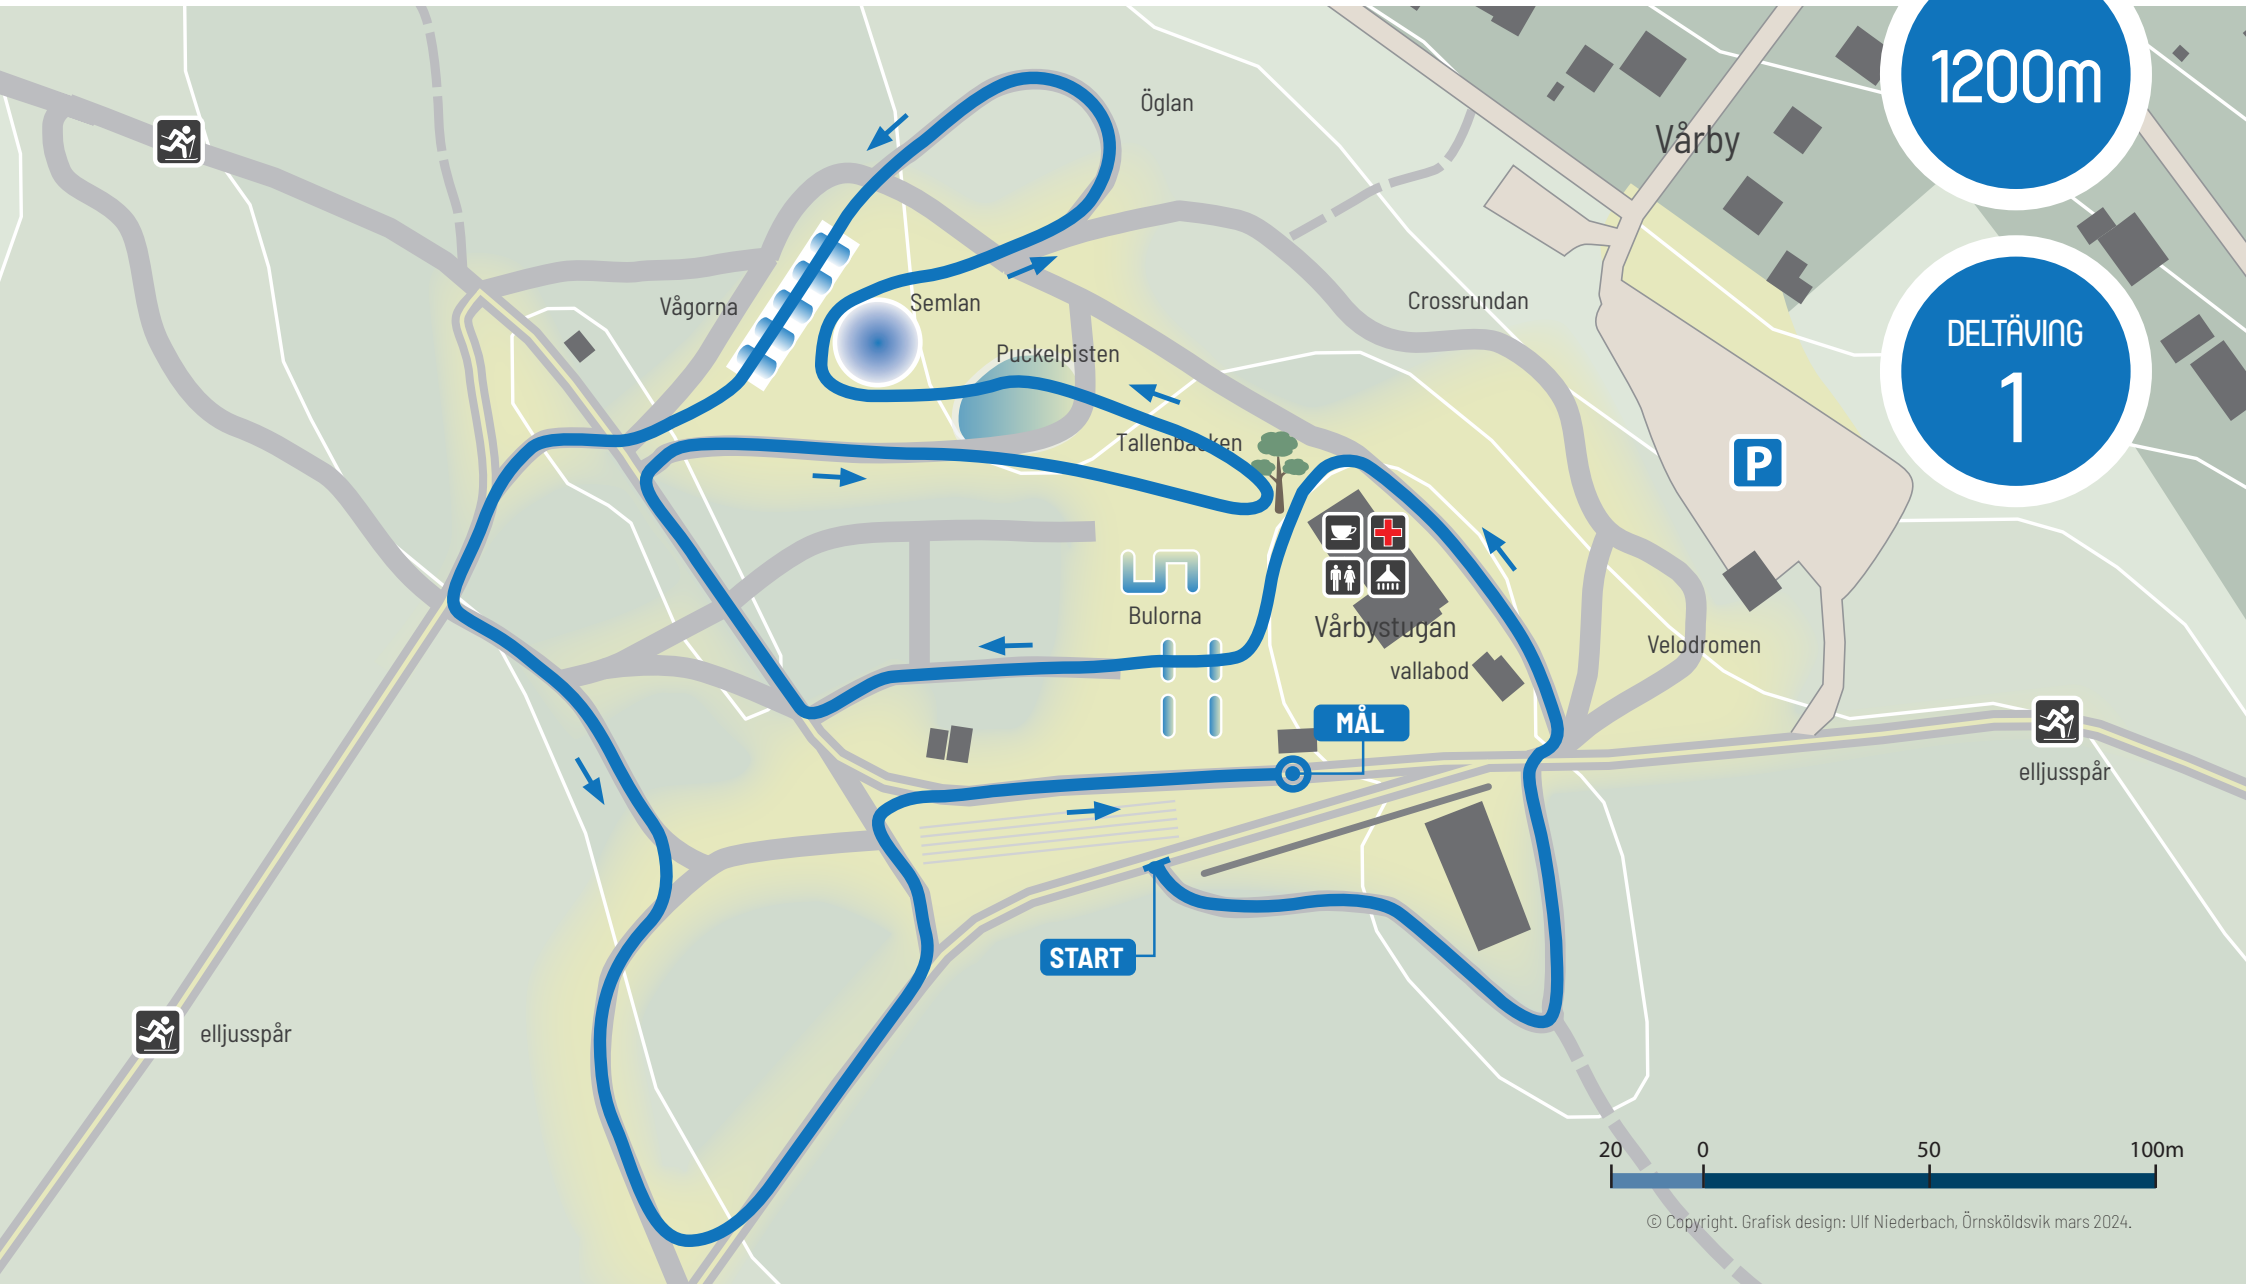 1200m
Öglan
Vårby
Vågorna
Semlan
Crossrundan
DELTÄVING
1
Puckelpisten
Tallenbacken
P
Bulorna
Vårbystugan
Velodromen
vallabod
MÅL
elljusspår
START
elljusspår
20 0 50 100m
© Copyright. Grafisk design: Ulf Niederbach, Örnsköldsvik mars 2024.